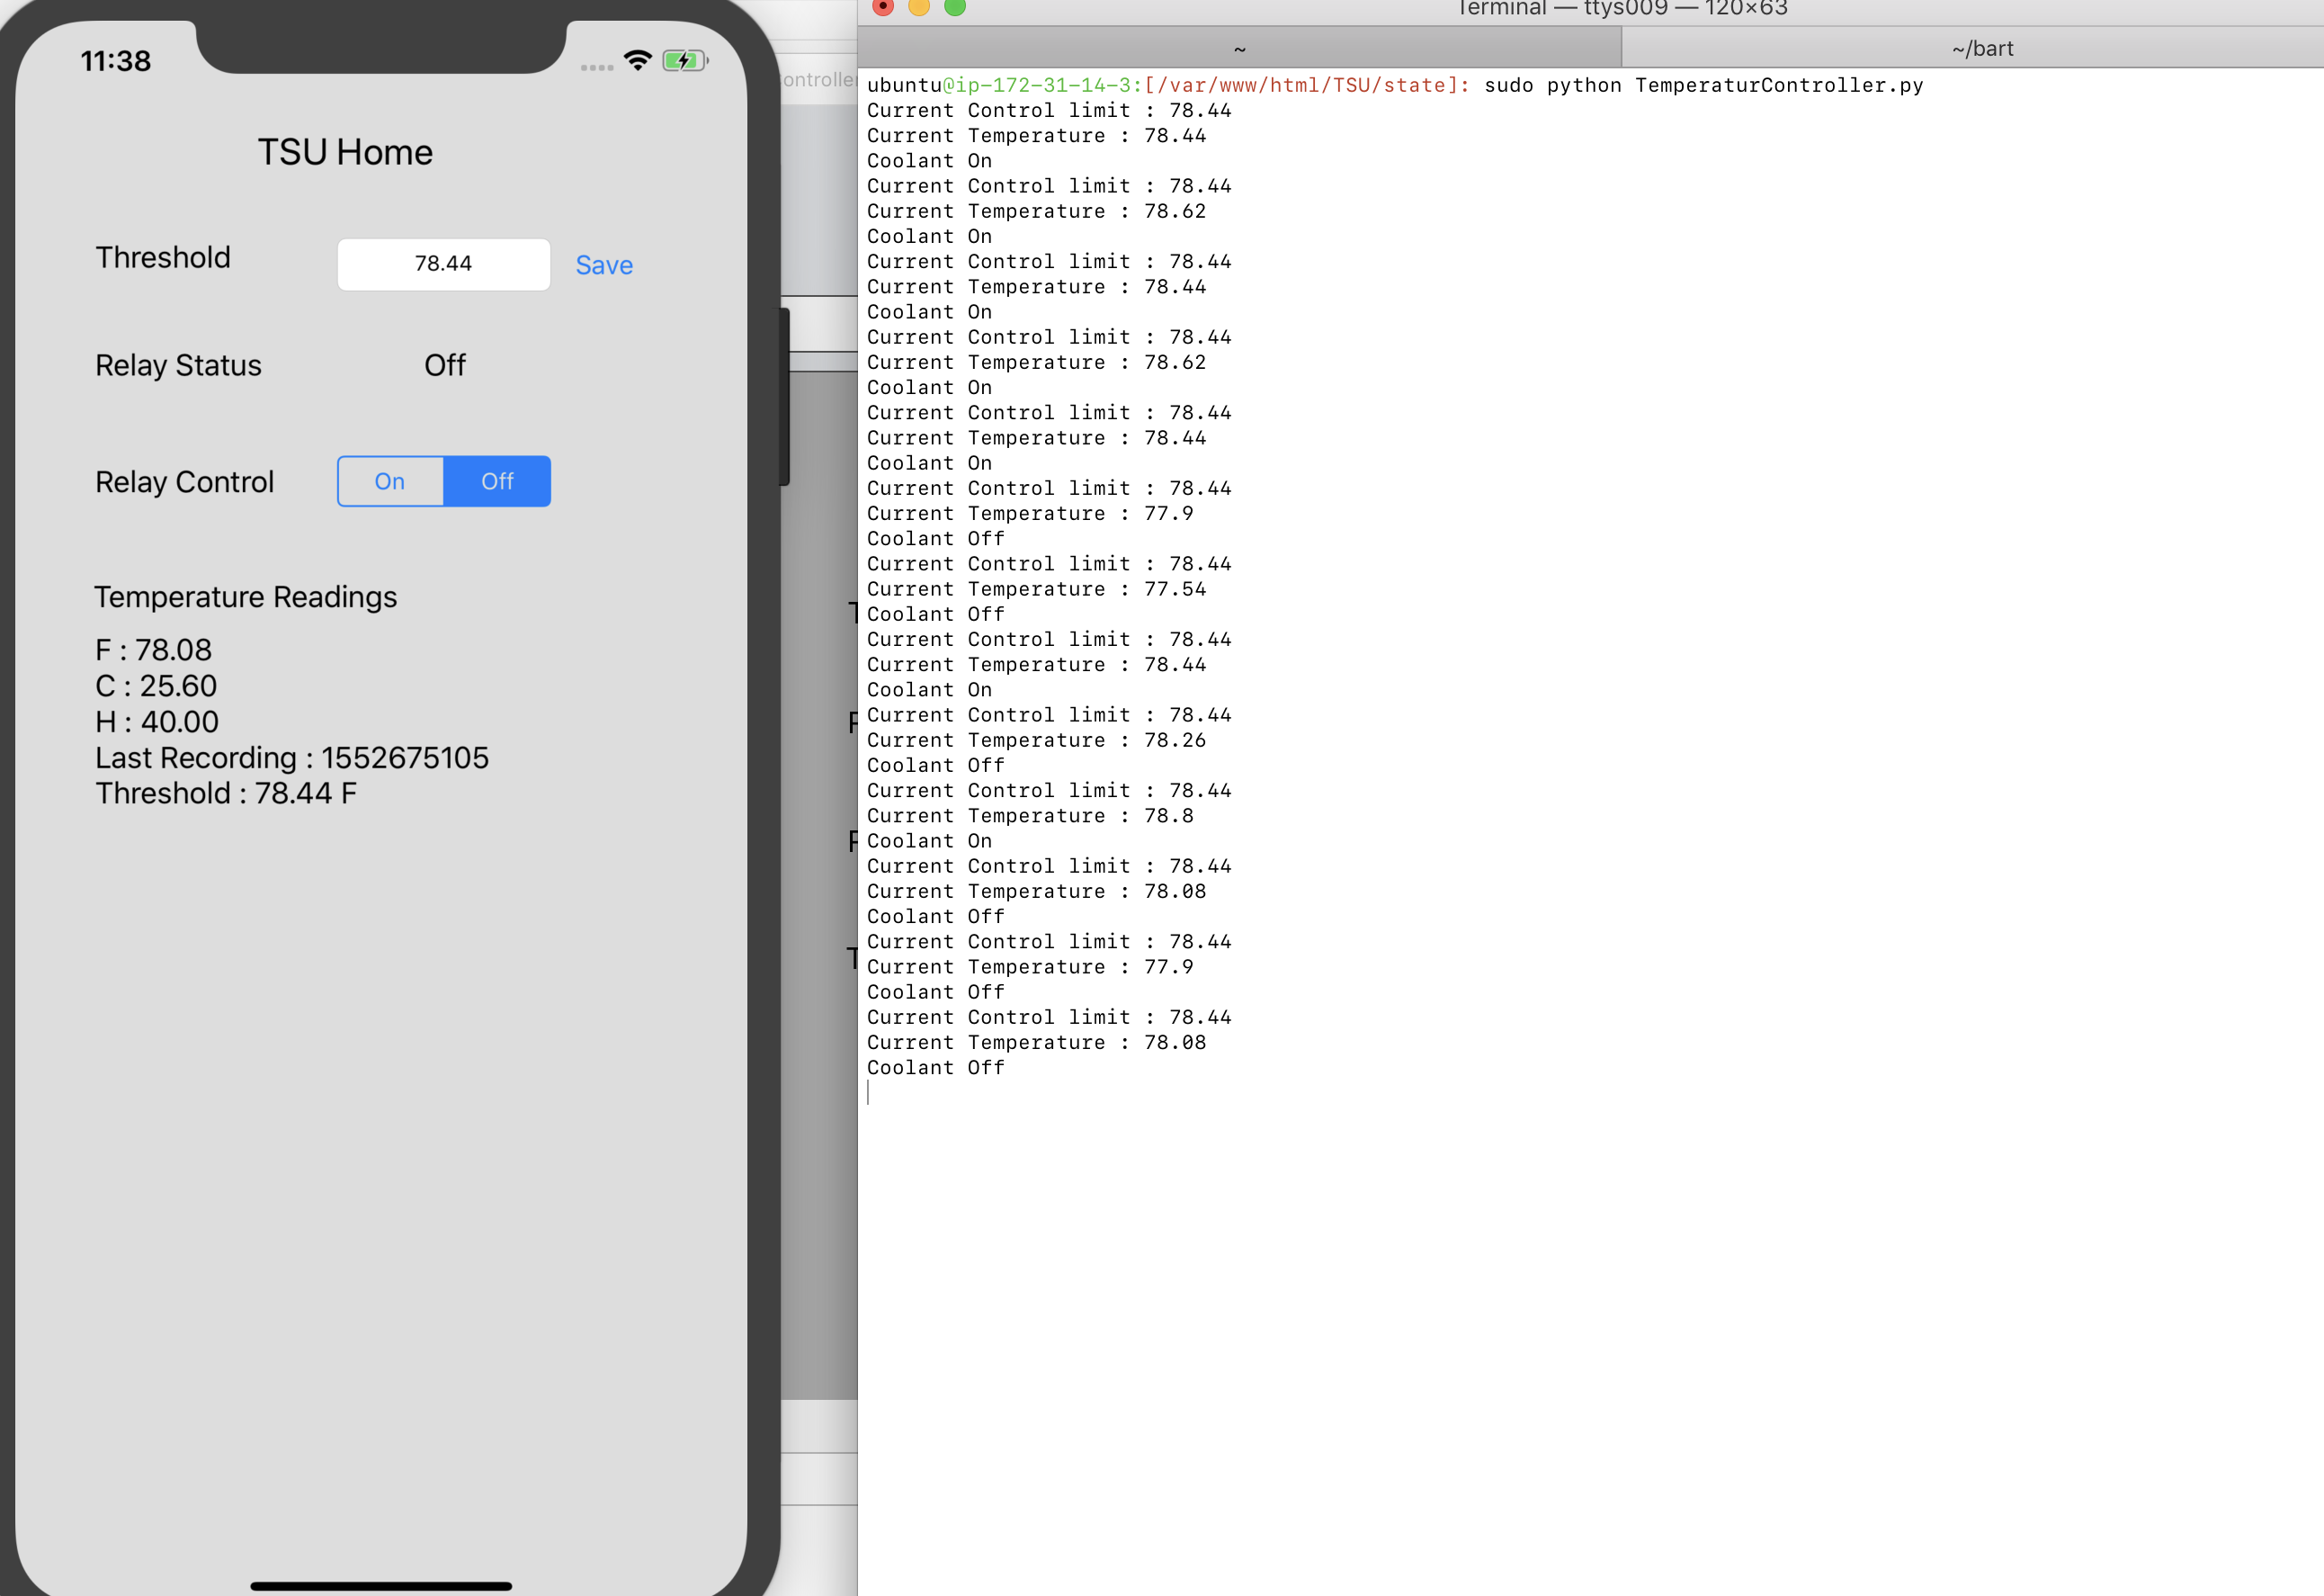 11:38
TSU Home
Threshold 78.44 Save
Relay Status Off
Relay Control On Off
Temperature Readings
F : 78.08
C : 25.60
H : 40.00
Last Recording : 1552675105
Threshold : 78.44 F
Terminal — ttys009 — 120×63
~ ~/bart
ubuntu@ip-172-31-14-3:[/var/www/html/TSU/state]: sudo python TemperaturController.py
Current Control limit : 78.44
Current Temperature : 78.44
Coolant On
Current Control limit : 78.44
Current Temperature : 78.62
Coolant On
Current Control limit : 78.44
Current Temperature : 78.44
Coolant On
Current Control limit : 78.44
Current Temperature : 78.62
Coolant On
Current Control limit : 78.44
Current Temperature : 78.44
Coolant On
Current Control limit : 78.44
Current Temperature : 77.9
Coolant Off
Current Control limit : 78.44
Current Temperature : 77.54
Coolant Off
Current Control limit : 78.44
Current Temperature : 78.44
Coolant On
Current Control limit : 78.44
Current Temperature : 78.26
Coolant Off
Current Control limit : 78.44
Current Temperature : 78.8
Coolant On
Current Control limit : 78.44
Current Temperature : 78.08
Coolant Off
Current Control limit : 78.44
Current Temperature : 77.9
Coolant Off
Current Control limit : 78.44
Current Temperature : 78.08
Coolant Off